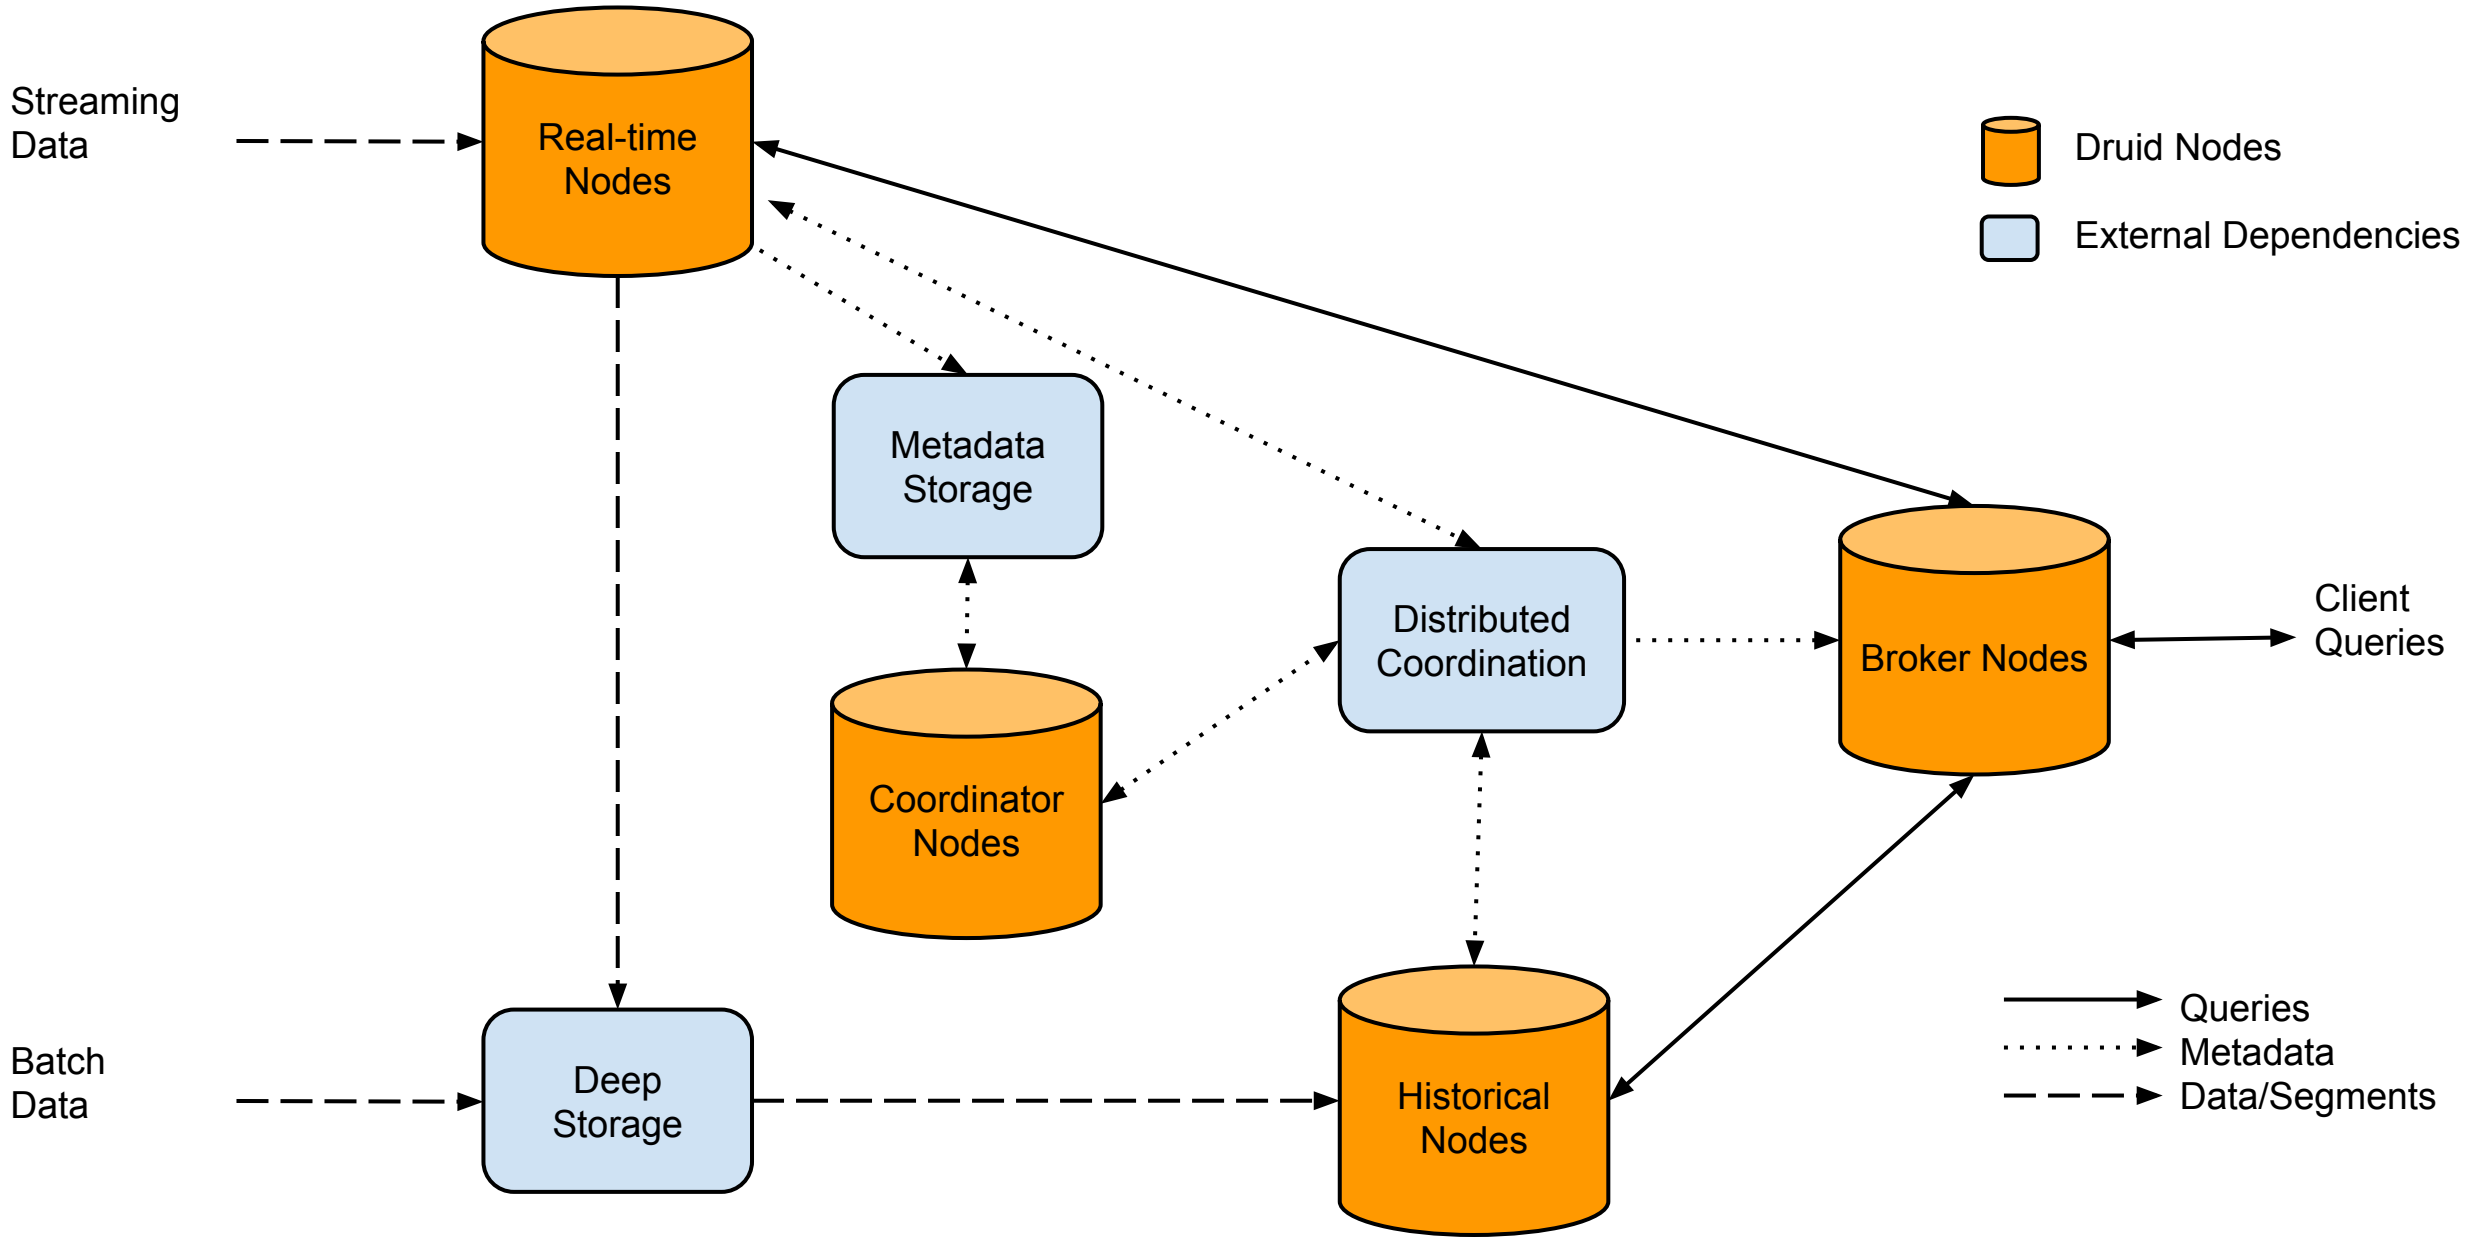 Streaming
Data
Real-time
Nodes
Druid Nodes
External Dependencies
Metadata
Storage
Distributed
Coordination
Broker Nodes
Client
Queries
Coordinator
Nodes
Batch
Data
Deep
Storage
Historical
Nodes
Queries
Metadata
Data/Segments